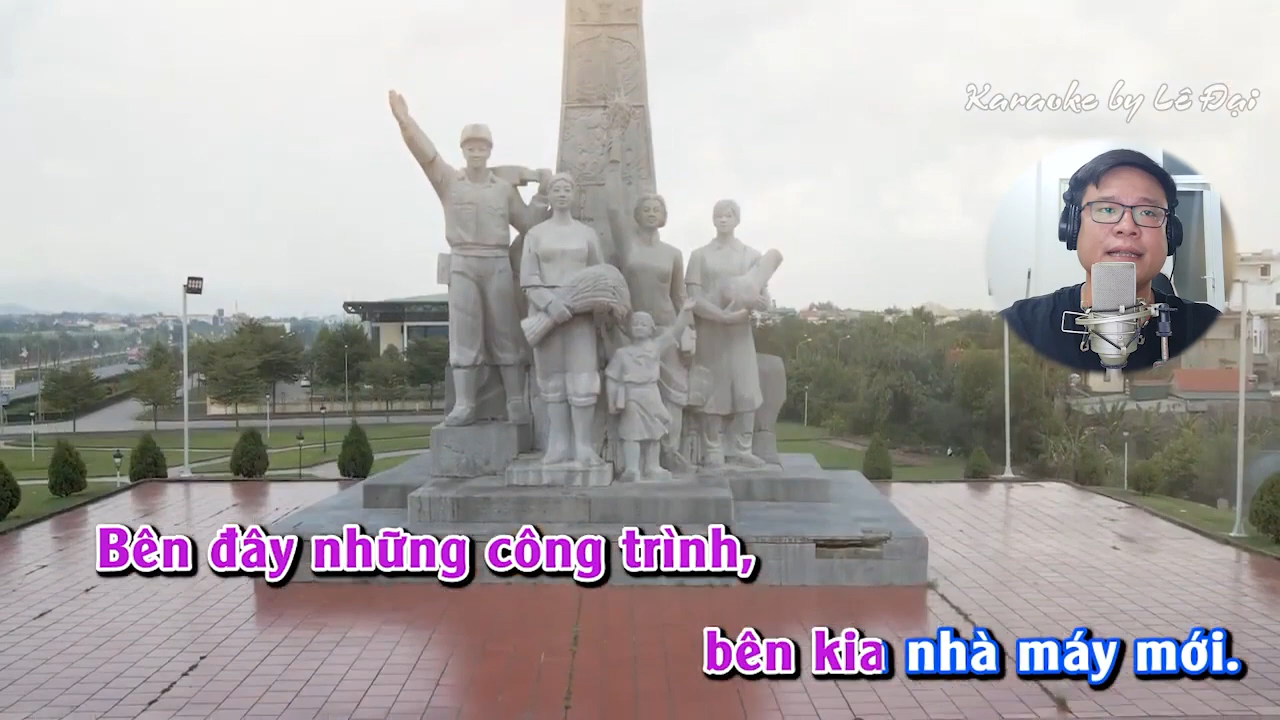 Karaoke by Lê Đại
Bên đây những công trình,
bên kia nhà máy mới.